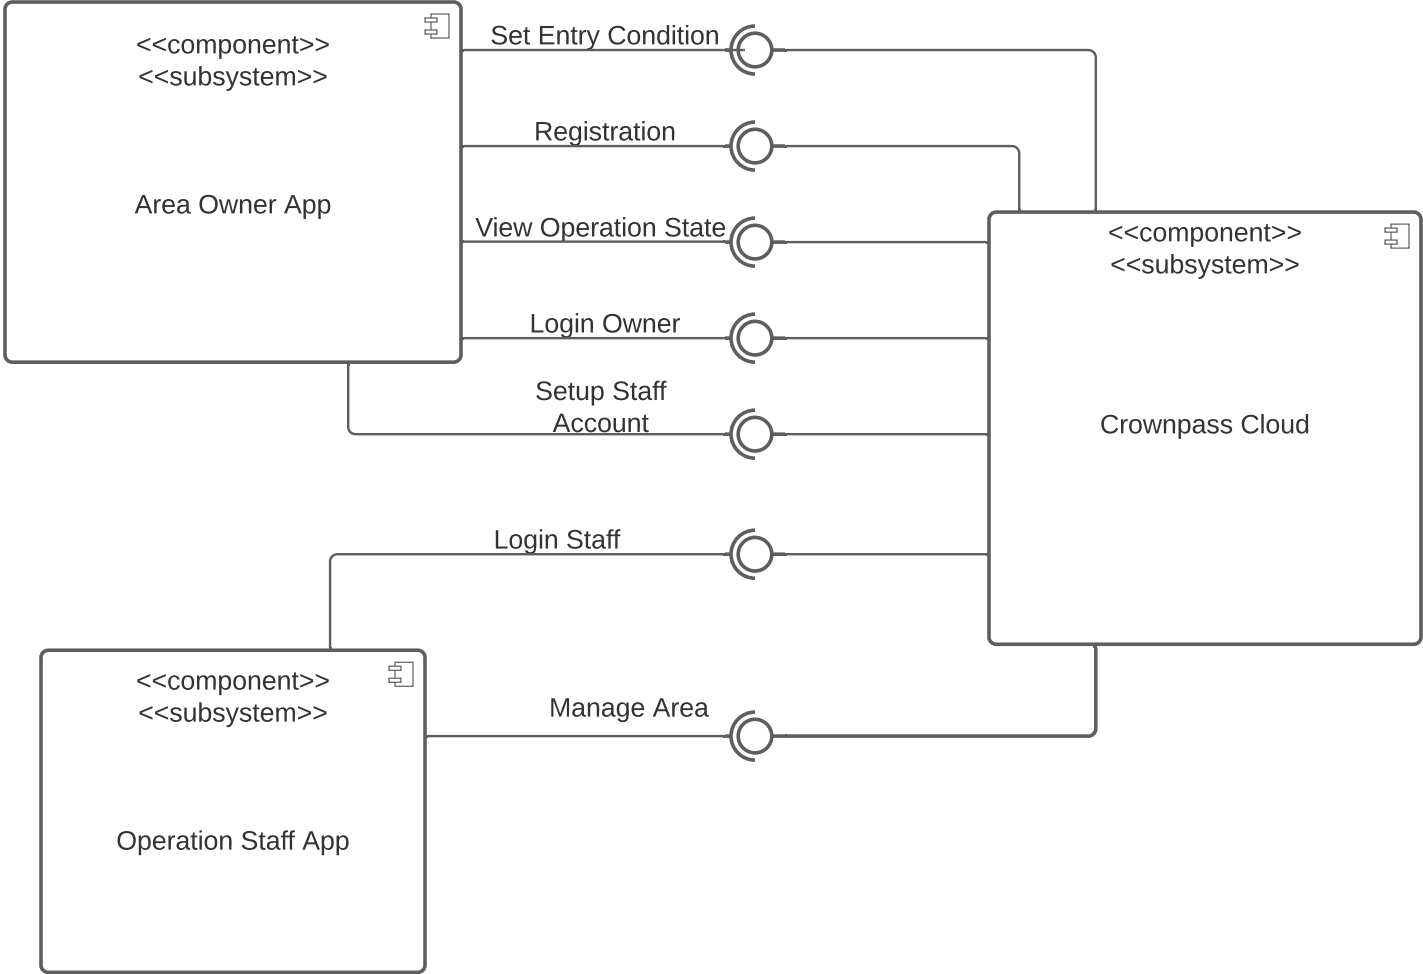 <<component>>
<<subsystem>>
Area Owner App
Set Entry Condition
Registration
View Operation State
Login Owner
Setup Staff
Account
Login Staff
Manage Area
<<component>>
<<subsystem>>
Crownpass Cloud
<<component>>
<<subsystem>>
Operation Staff App